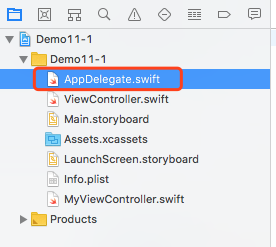 Demo11-1
Demo11-1
AppDelegate.swift
ViewController.swift
Main.storyboard
Assets.xcassets
LaunchScreen.storyboard
Info.plist
MyViewController.swift
Products